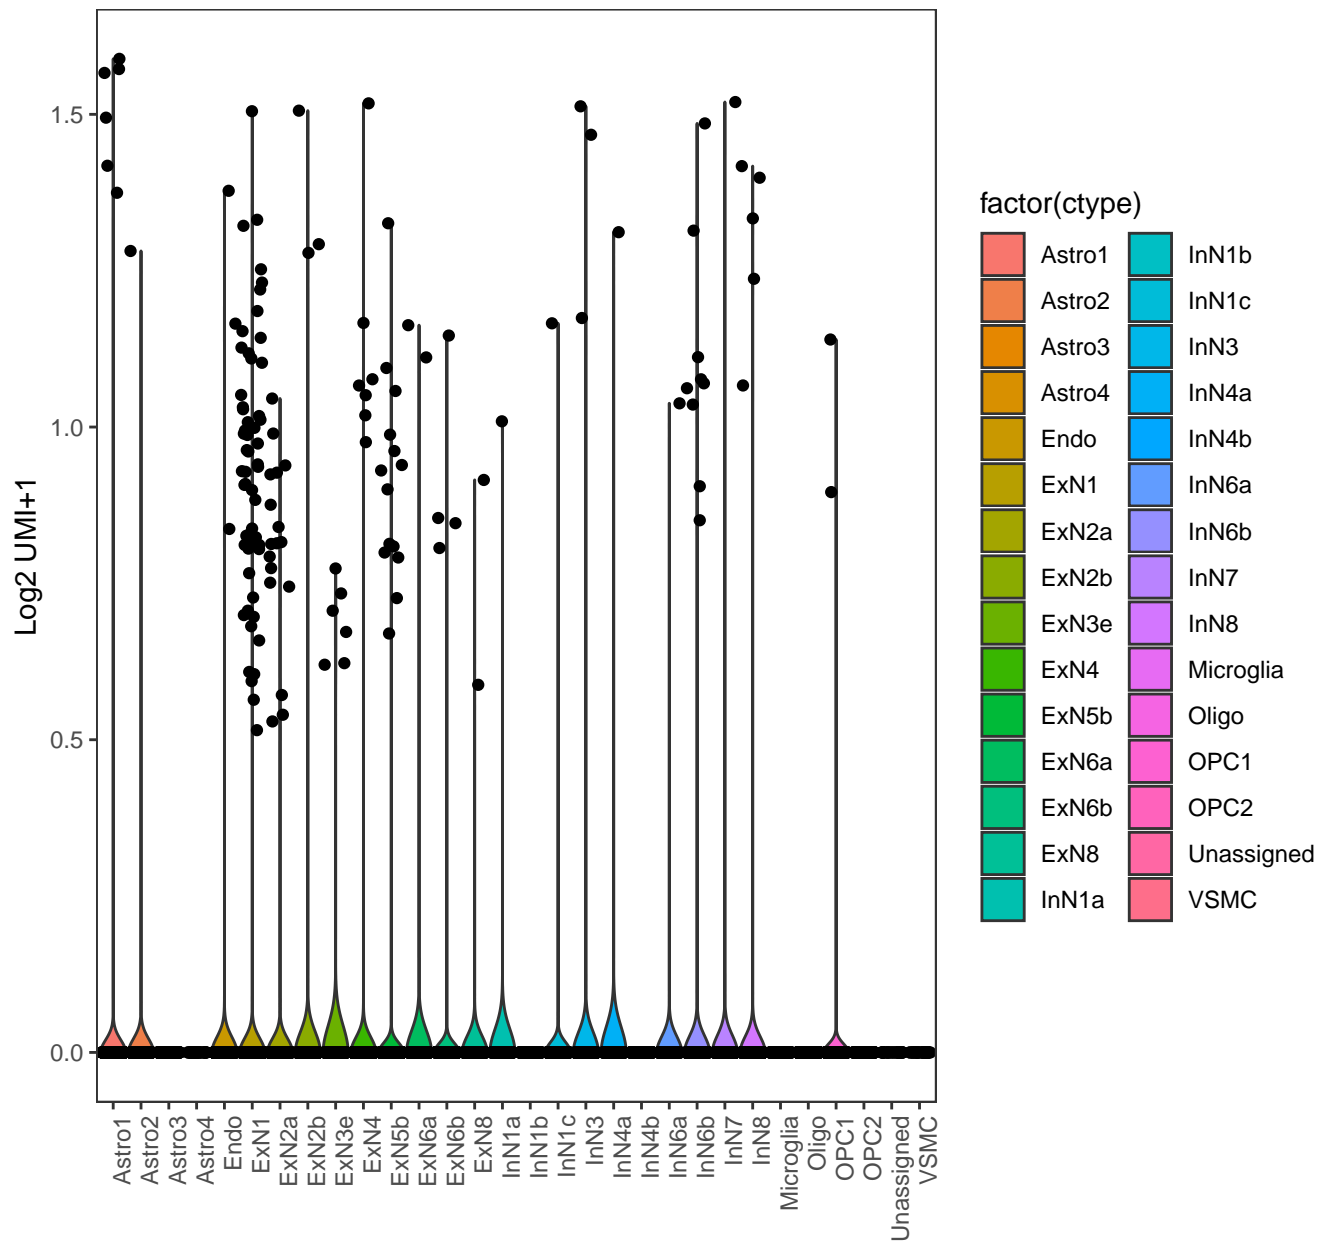 Log2 UMI+1
1.5
1.0
0.5
0.0
Astro1
Astro2
Astro3
Astro4
Endo
ExN1
ExN2a
ExN2b
ExN3e
ExN4
ExN5b
ExN6a
ExN6b
ExN8
InN1a
InN1b
InN1c
InN3
InN4a
InN4b
InN6a
InN6b
InN7
InN8
Microglia
Oligo
OPC1
OPC2
Unassigned
VSMC
factor(ctype)
Astro1
Astro2
Astro3
Astro4
Endo
ExN1
ExN2a
ExN2b
ExN3e
ExN4
ExN5b
ExN6a
ExN6b
ExN8
InN1a
InN1b
InN1c
InN3
InN4a
InN4b
InN6a
InN6b
InN7
InN8
Microglia
Oligo
OPC1
OPC2
Unassigned
VSMC